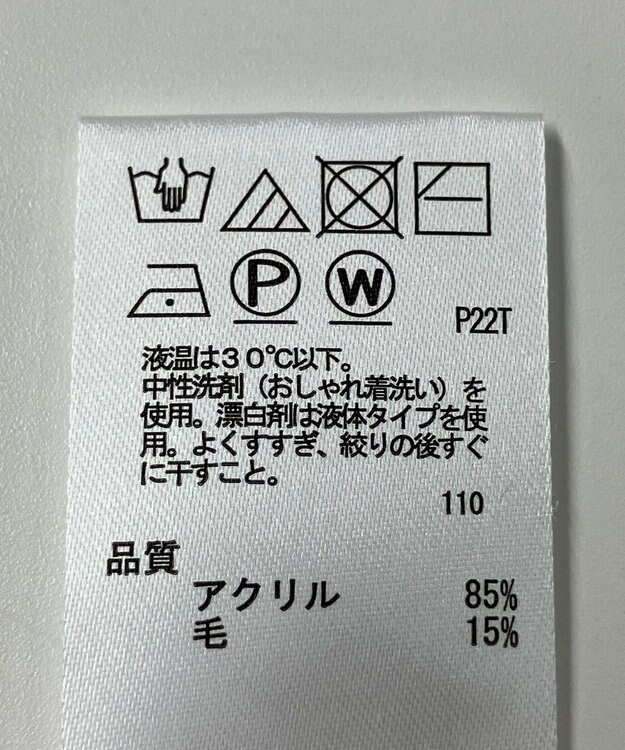 P W P22T
液温は30℃以下。
中性洗剤（おしゃれ着洗い）を
使用。漂白剤は液体タイプを使
用。よくすすぎ、絞りの後すぐ
に干すこと。
110
品質
アクリル 85%
毛 15%